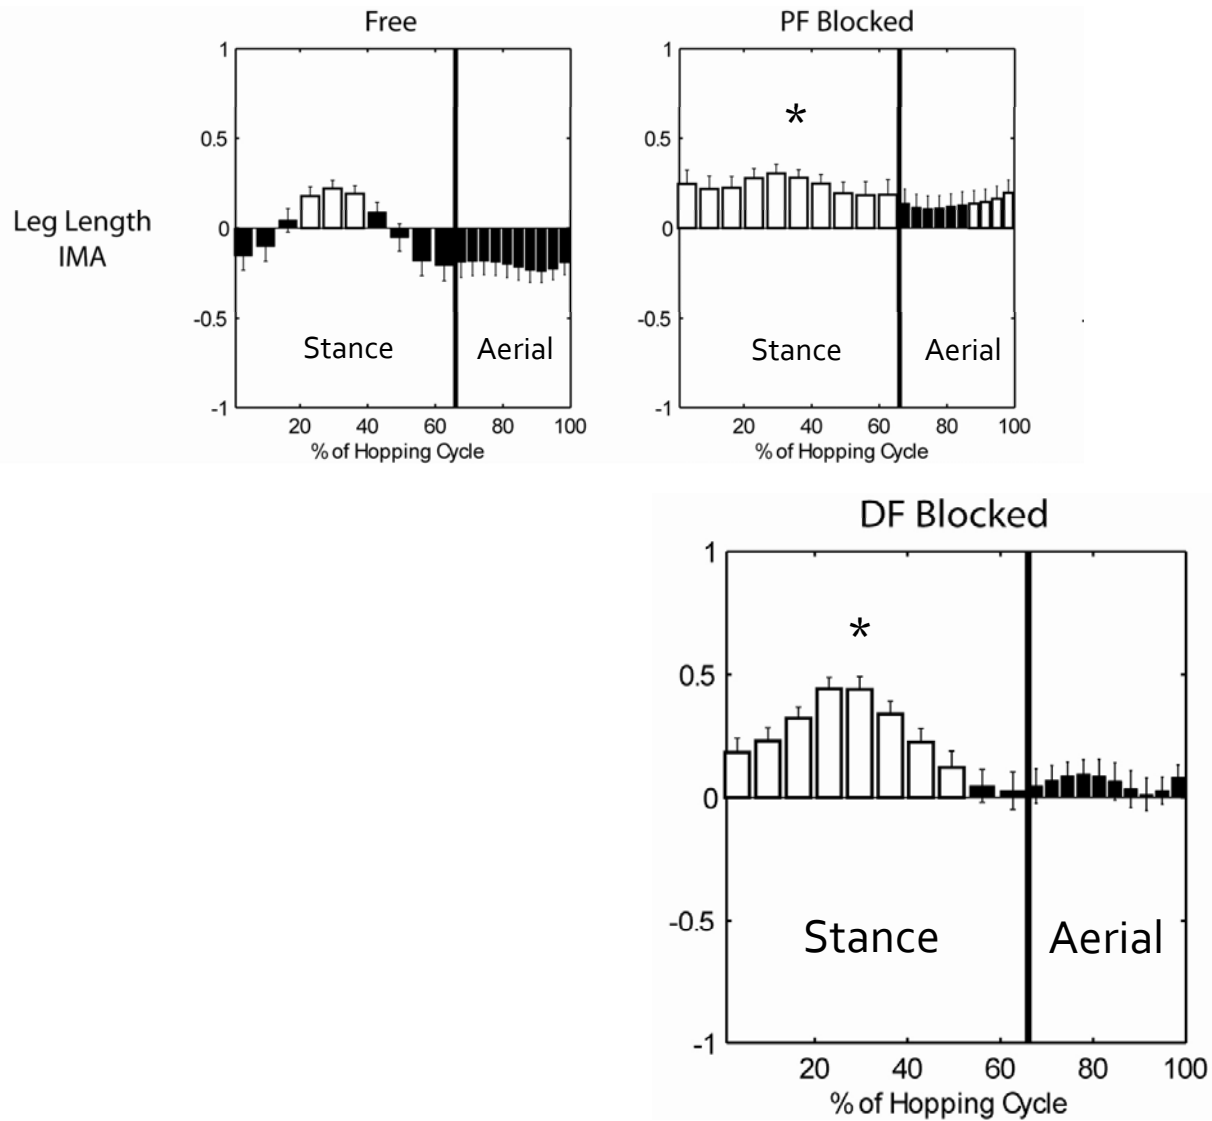 Free
PF Blocked
1
0.5
0
-0.5
-1
Leg Length
IMA
Stance
Aerial
20 40 60 80 100
% of Hopping Cycle
1
*
0.5
0
-0.5
-1
Stance
Aerial
20 40 60 80 100
% of Hopping Cycle
DF Blocked
1
*
0.5
0
-0.5
-1
Stance
Aerial
20 40 60 80 100
% of Hopping Cycle